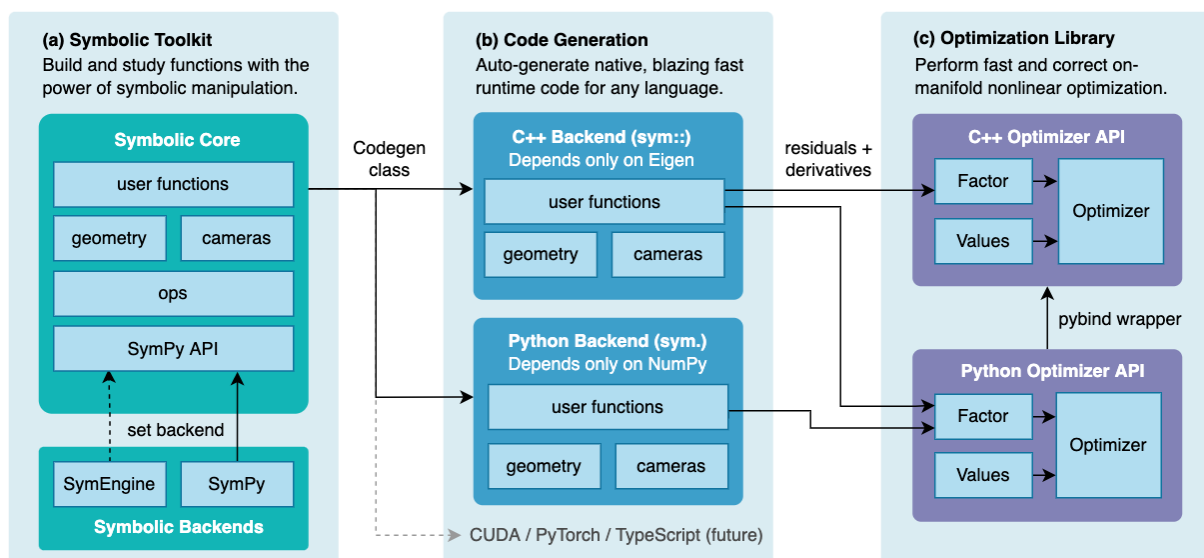 (a) Symbolic Toolkit
Build and study functions with the
power of symbolic manipulation.
Symbolic Core
user functions
geometry
cameras
ops
SymPy API
set backend
SymEngine
SymPy
Symbolic Backends
Codegen
class
(b) Code Generation
Auto-generate native, blazing fast
runtime code for any language.
C++ Backend (sym::)
Depends only on Eigen
user functions
geometry
cameras
Python Backend (sym.)
Depends only on NumPy
user functions
geometry
cameras
CUDA / PyTorch / TypeScript (future)
residuals +
derivatives
(c) Optimization Library
Perform fast and correct on-
manifold nonlinear optimization.
C++ Optimizer API
Factor
Values
Optimizer
pybind wrapper
Python Optimizer API
Factor
Values
Optimizer